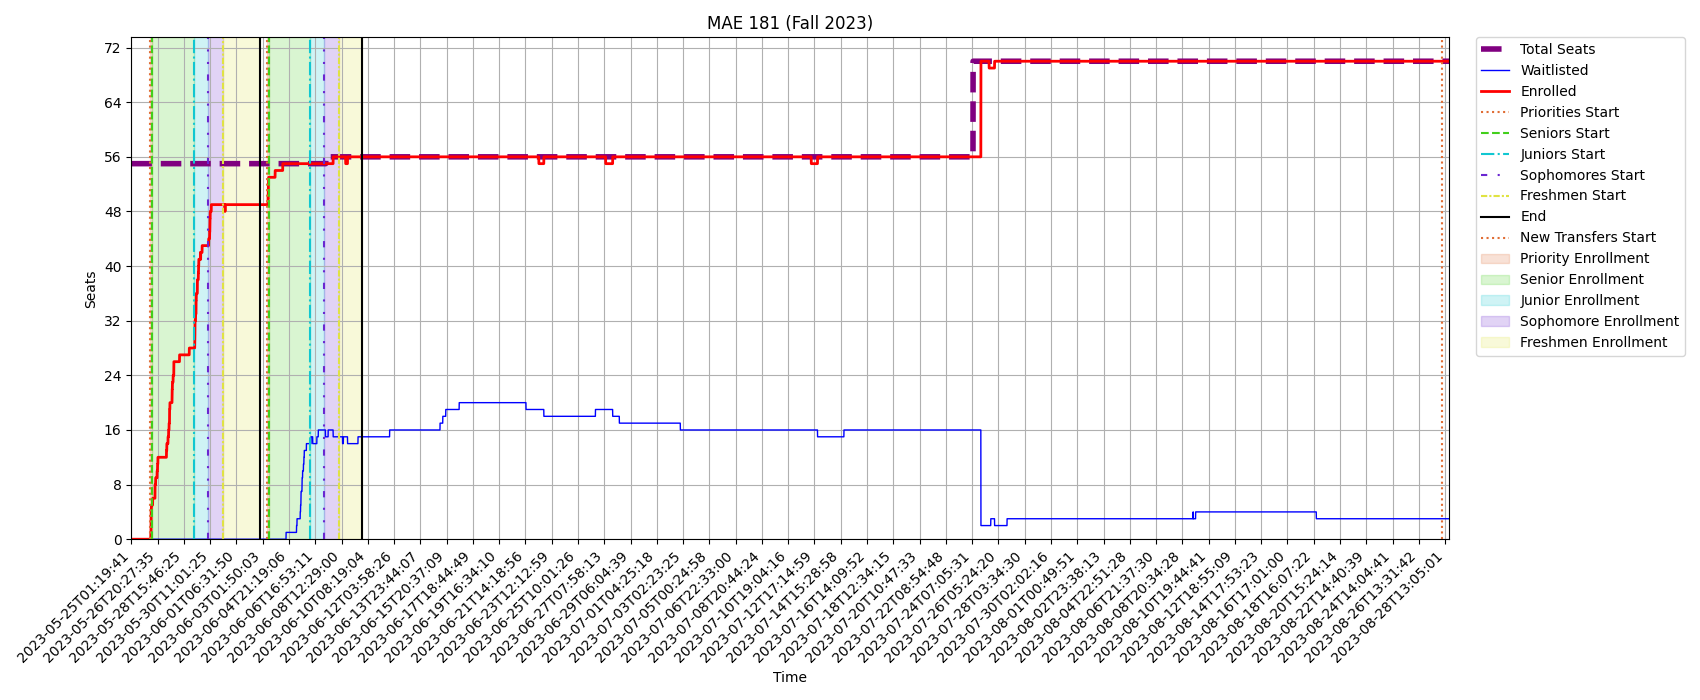 MAE 181 (Fall 2023)
72
64
56
48
40
32
24
16
8
0
Seats
2023-05-25T01:19:41
2023-05-26T20:27:35
2023-05-28T15:46:25
2023-05-30T11:01:25
2023-06-01T06:31:50
2023-06-03T01:50:03
2023-06-04T21:19:06
2023-06-06T16:53:11
2023-06-08T12:29:00
2023-06-10T08:19:04
2023-06-12T03:58:26
2023-06-13T23:44:07
2023-06-15T20:37:09
2023-06-17T18:44:49
2023-06-19T16:34:10
2023-06-21T14:18:56
2023-06-23T12:12:59
2023-06-25T10:01:26
2023-06-27T07:58:13
2023-06-29T06:04:39
2023-07-01T04:25:18
2023-07-03T02:23:25
2023-07-05T00:24:58
2023-07-06T22:33:00
2023-07-08T20:44:24
2023-07-10T19:04:16
2023-07-12T17:14:59
2023-07-14T15:28:58
2023-07-16T14:09:52
2023-07-18T12:34:15
2023-07-20T10:47:33
2023-07-22T08:54:48
2023-07-24T07:05:31
2023-07-26T05:24:20
2023-07-28T03:34:30
2023-07-30T02:02:16
2023-08-01T00:49:51
2023-08-02T23:38:13
2023-08-04T22:51:28
2023-08-06T21:37:30
2023-08-08T20:34:28
2023-08-10T19:44:41
2023-08-12T18:55:09
2023-08-14T17:53:23
2023-08-16T17:01:00
2023-08-18T16:07:22
2023-08-20T15:24:14
2023-08-22T14:40:39
2023-08-24T14:04:41
2023-08-26T13:31:42
2023-08-28T13:05:01
Time
Total Seats
Waitlisted
Enrolled
Priorities Start
Seniors Start
Juniors Start
Sophomores Start
Freshmen Start
End
New Transfers Start
Priority Enrollment
Senior Enrollment
Junior Enrollment
Sophomore Enrollment
Freshmen Enrollment